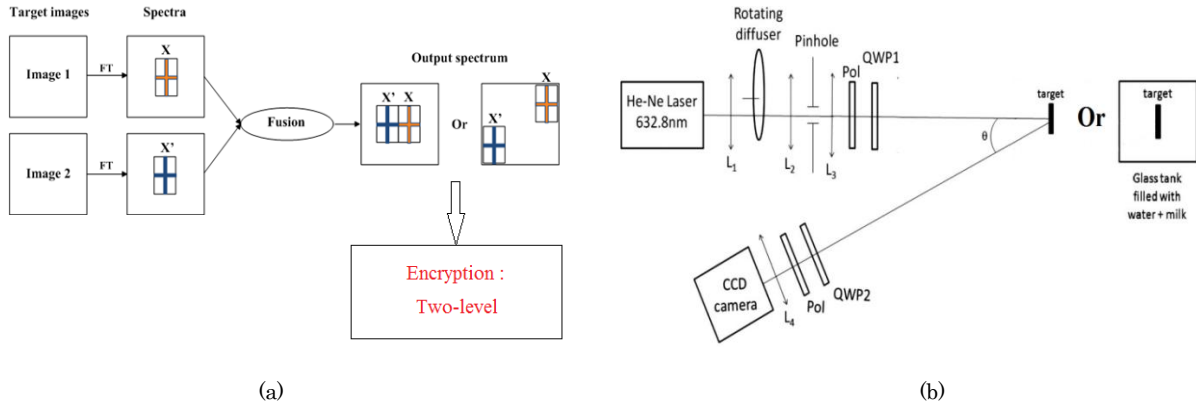 Target images
Spectra
Image 1
FT
X
Image 2
FT
X'
Fusion
Output spectrum
X' X
Or
X
X'
Encryption :
Two-level
(a)
He-Ne Laser
632.8nm
Rotating
diffuser
Pinhole
Pol
QWP1
L1
L2
L3
θ
target
Or
target
Glass tank
filled with
water + milk
CCD
camera
L4
Pol
QWP2
(b)